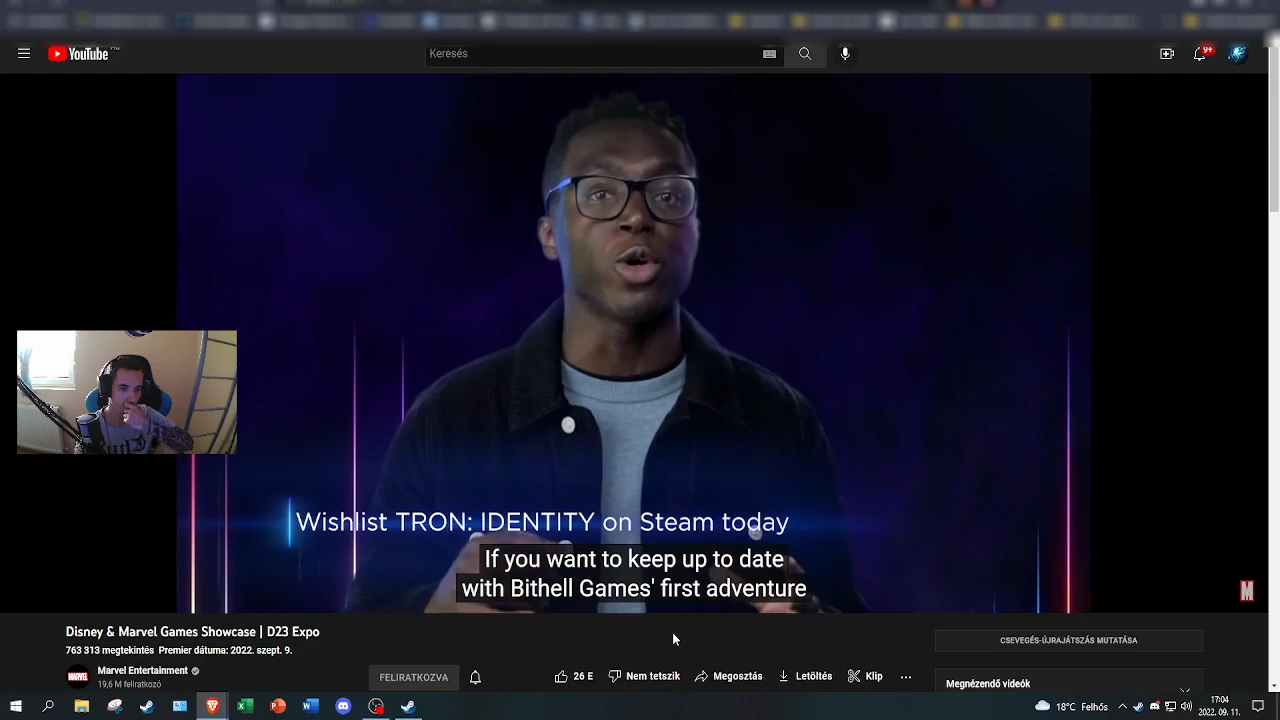 YouTube HU
Keresés
9+
Wishlist TRON: IDENTITY on Steam today
If you want to keep up to date
with Bithell Games' first adventure
Disney & Marvel Games Showcase | D23 Expo
763 313 megtekintés Premier dátuma: 2022. szept. 9.
MARVEL
Marvel Entertainment
19,6 M feliratkozó
FELIRATKOZVA
26 E
Nem tetszik
Megosztás
Letöltés
Klip
CSEVEGÉS-ÚJRAJÁTSZÁS MUTATÁSA
Megnézendő videók
18°C Felhős
17:04
2022. 09. 11.